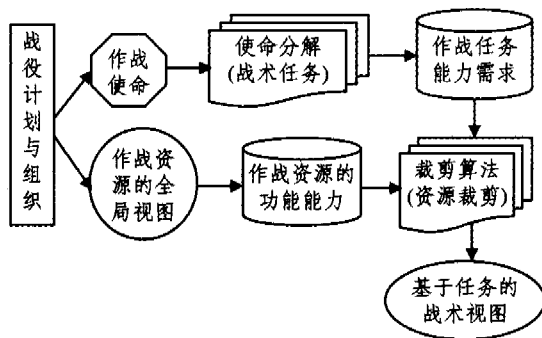 战役计划与组织
作战
使命
使命分解
(战术任务)
作战任务
能力需求
作战资
源的全
局视图
作战资源的
功能能力
裁剪算法
(资源裁剪)
基于任务的
战术视图